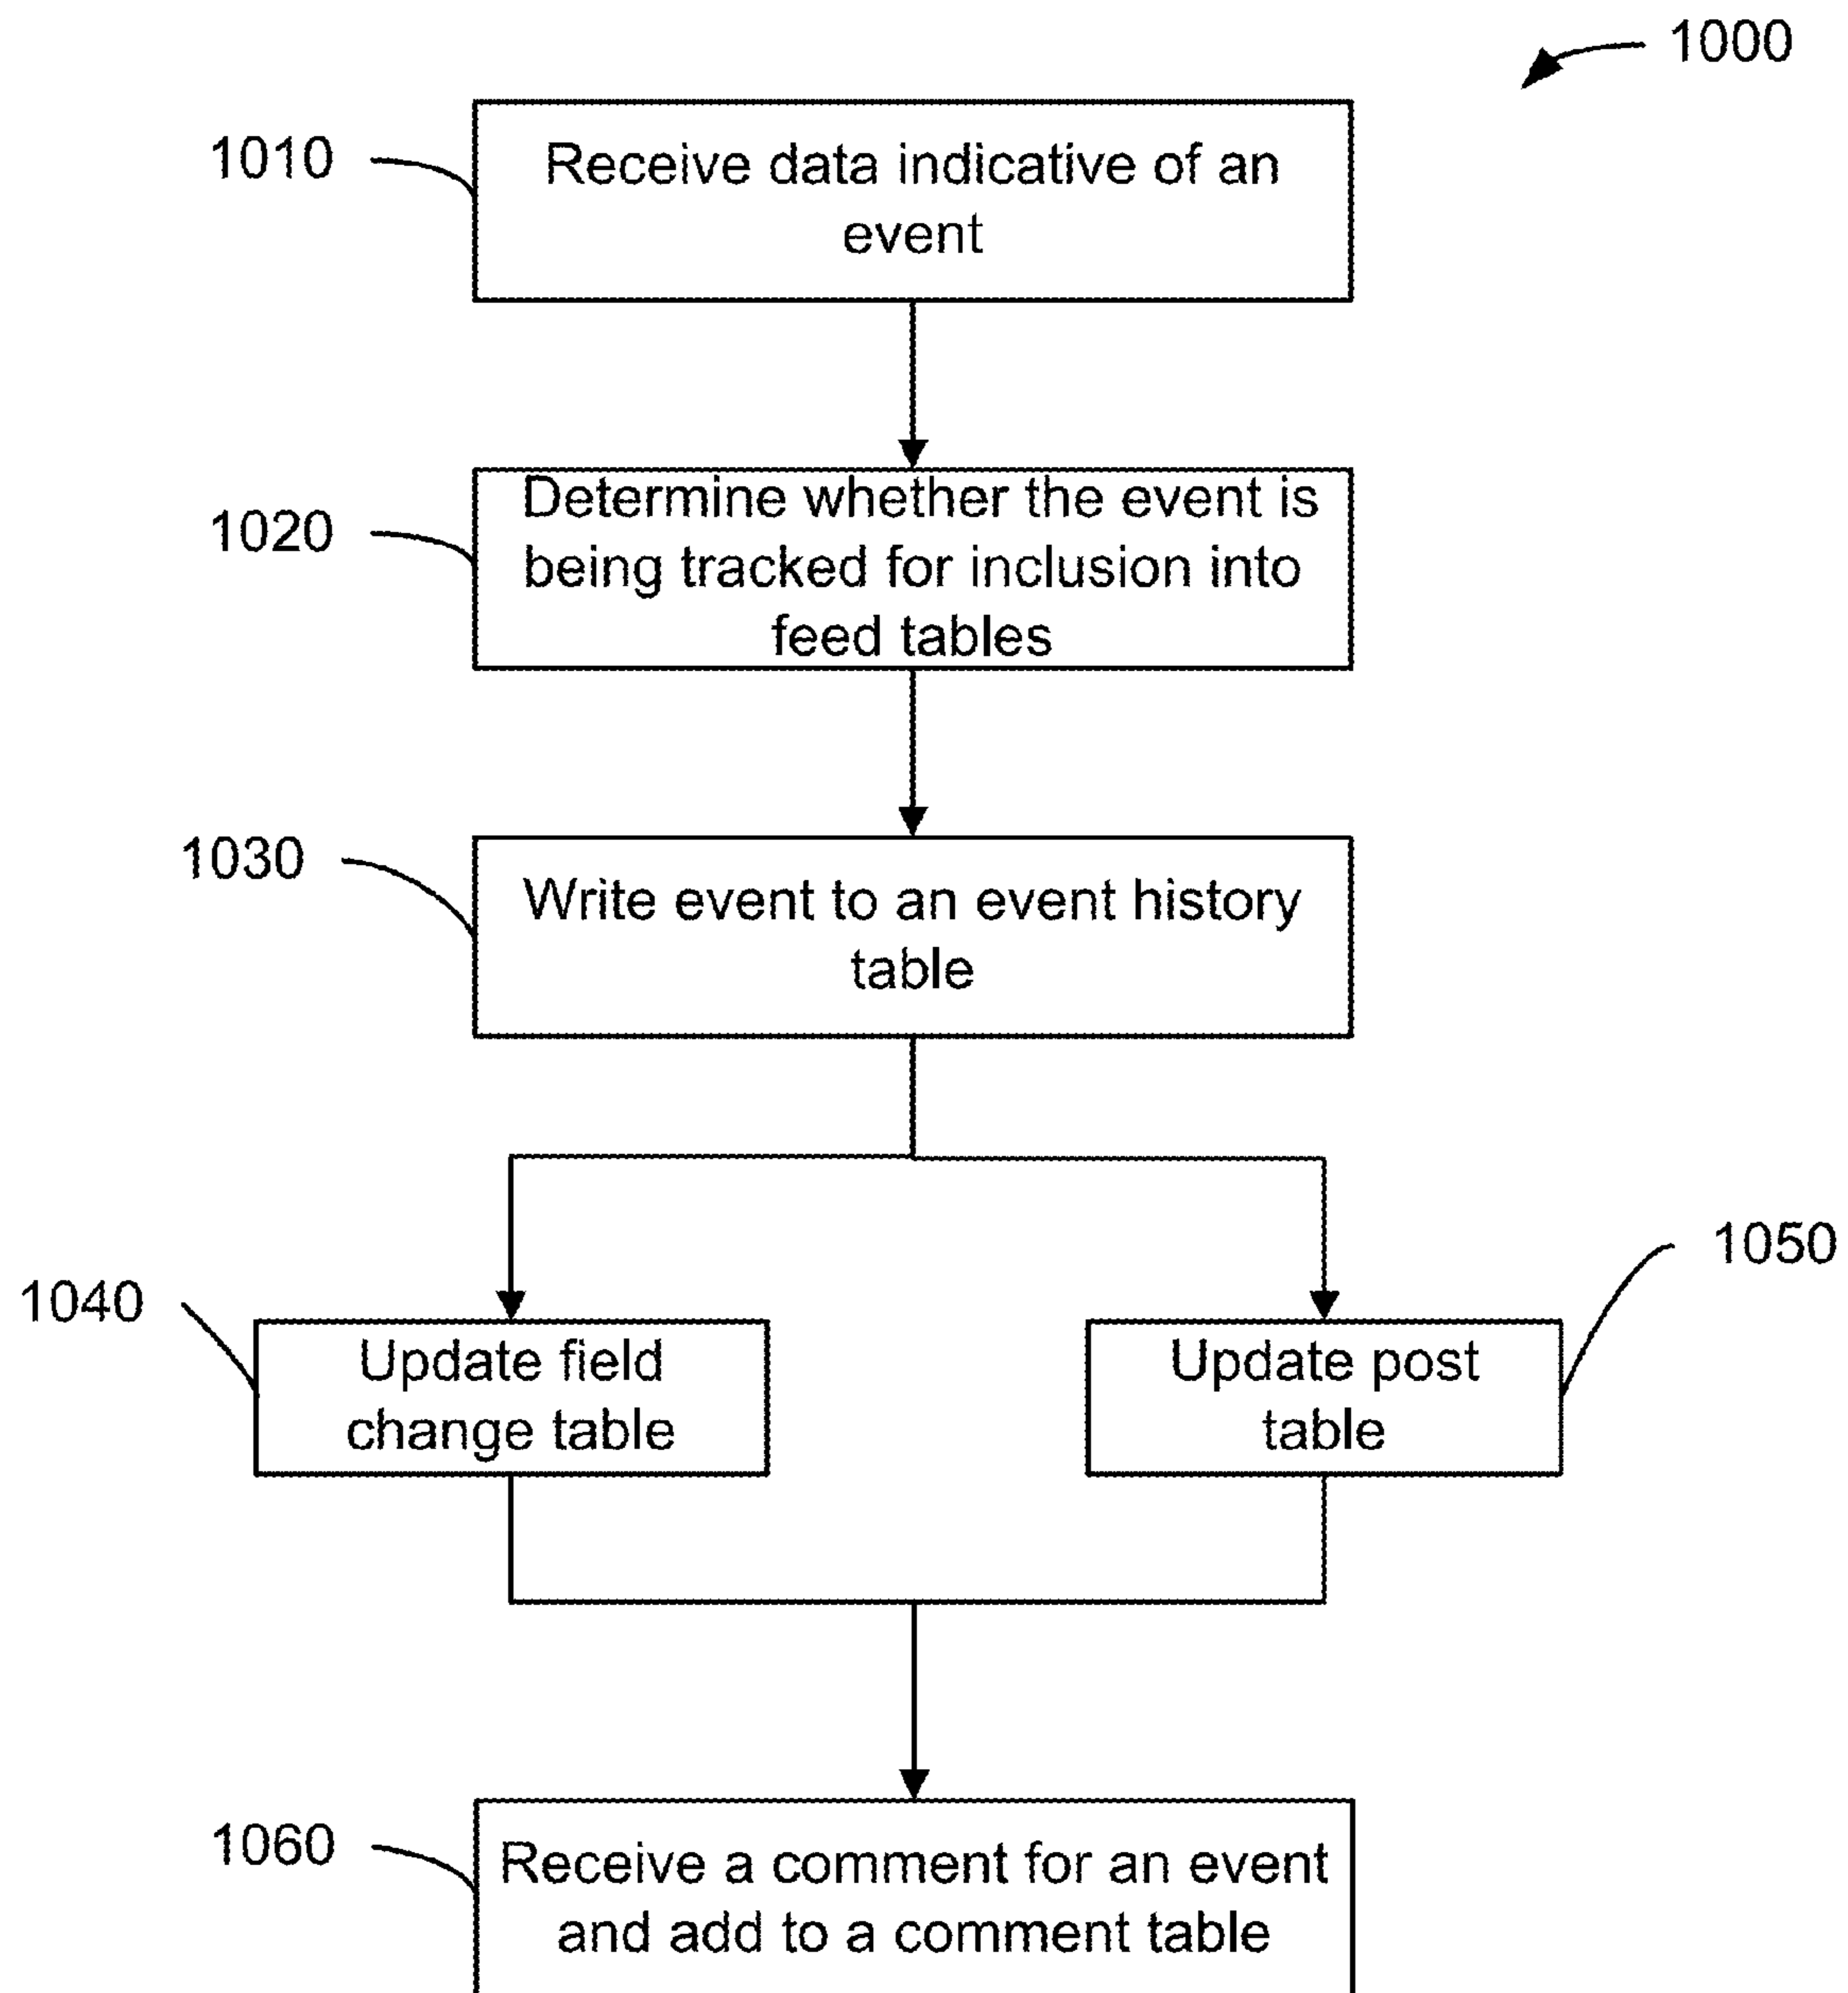 1000
1010
Receive data indicative of an
event
1020
Determine whether the event is
being tracked for inclusion into
feed tables
1030
Write event to an event history
table
1040
Update field
change table
1050
Update post
table
1060
Receive a comment for an event
and add to a comment table